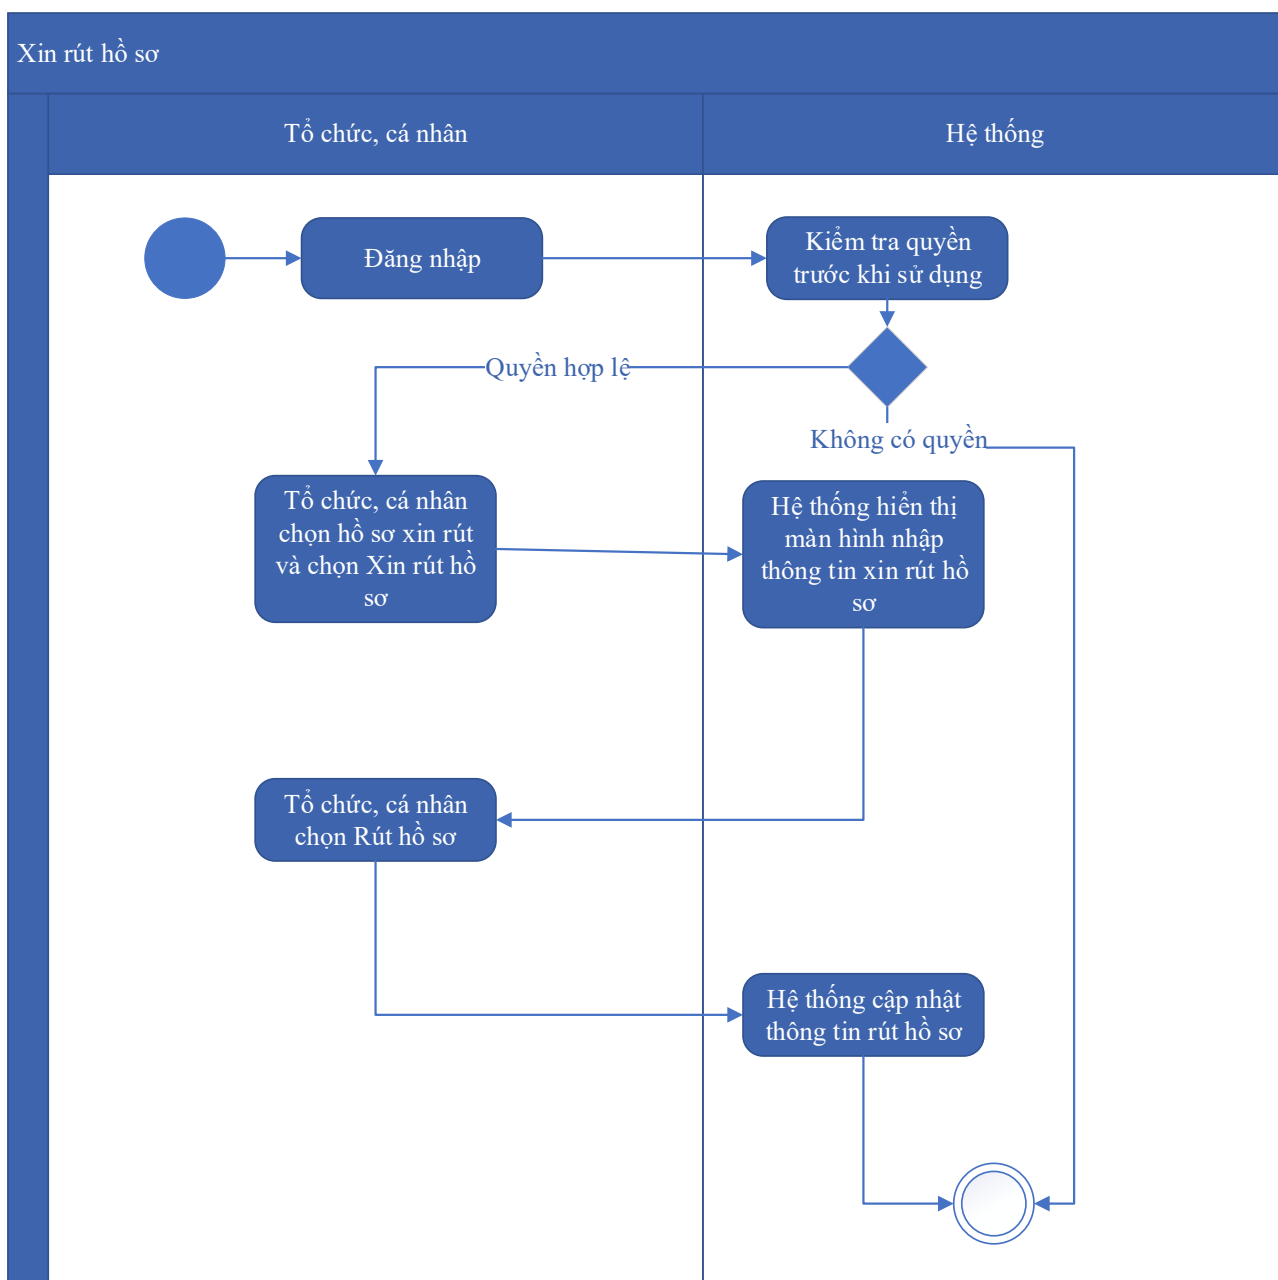 Xin rút hồ sơ
Tổ chức, cá nhân
Hệ thống
Đăng nhập
Kiểm tra quyền
trước khi sử dụng
Quyền hợp lệ
Không có quyền
Tổ chức, cá nhân
chọn hồ sơ xin rút
và chọn Xin rút hồ
sơ
Hệ thống hiển thị
màn hình nhập
thông tin xin rút hồ
sơ
Tổ chức, cá nhân
chọn Rút hồ sơ
Hệ thống cập nhật
thông tin rút hồ sơ